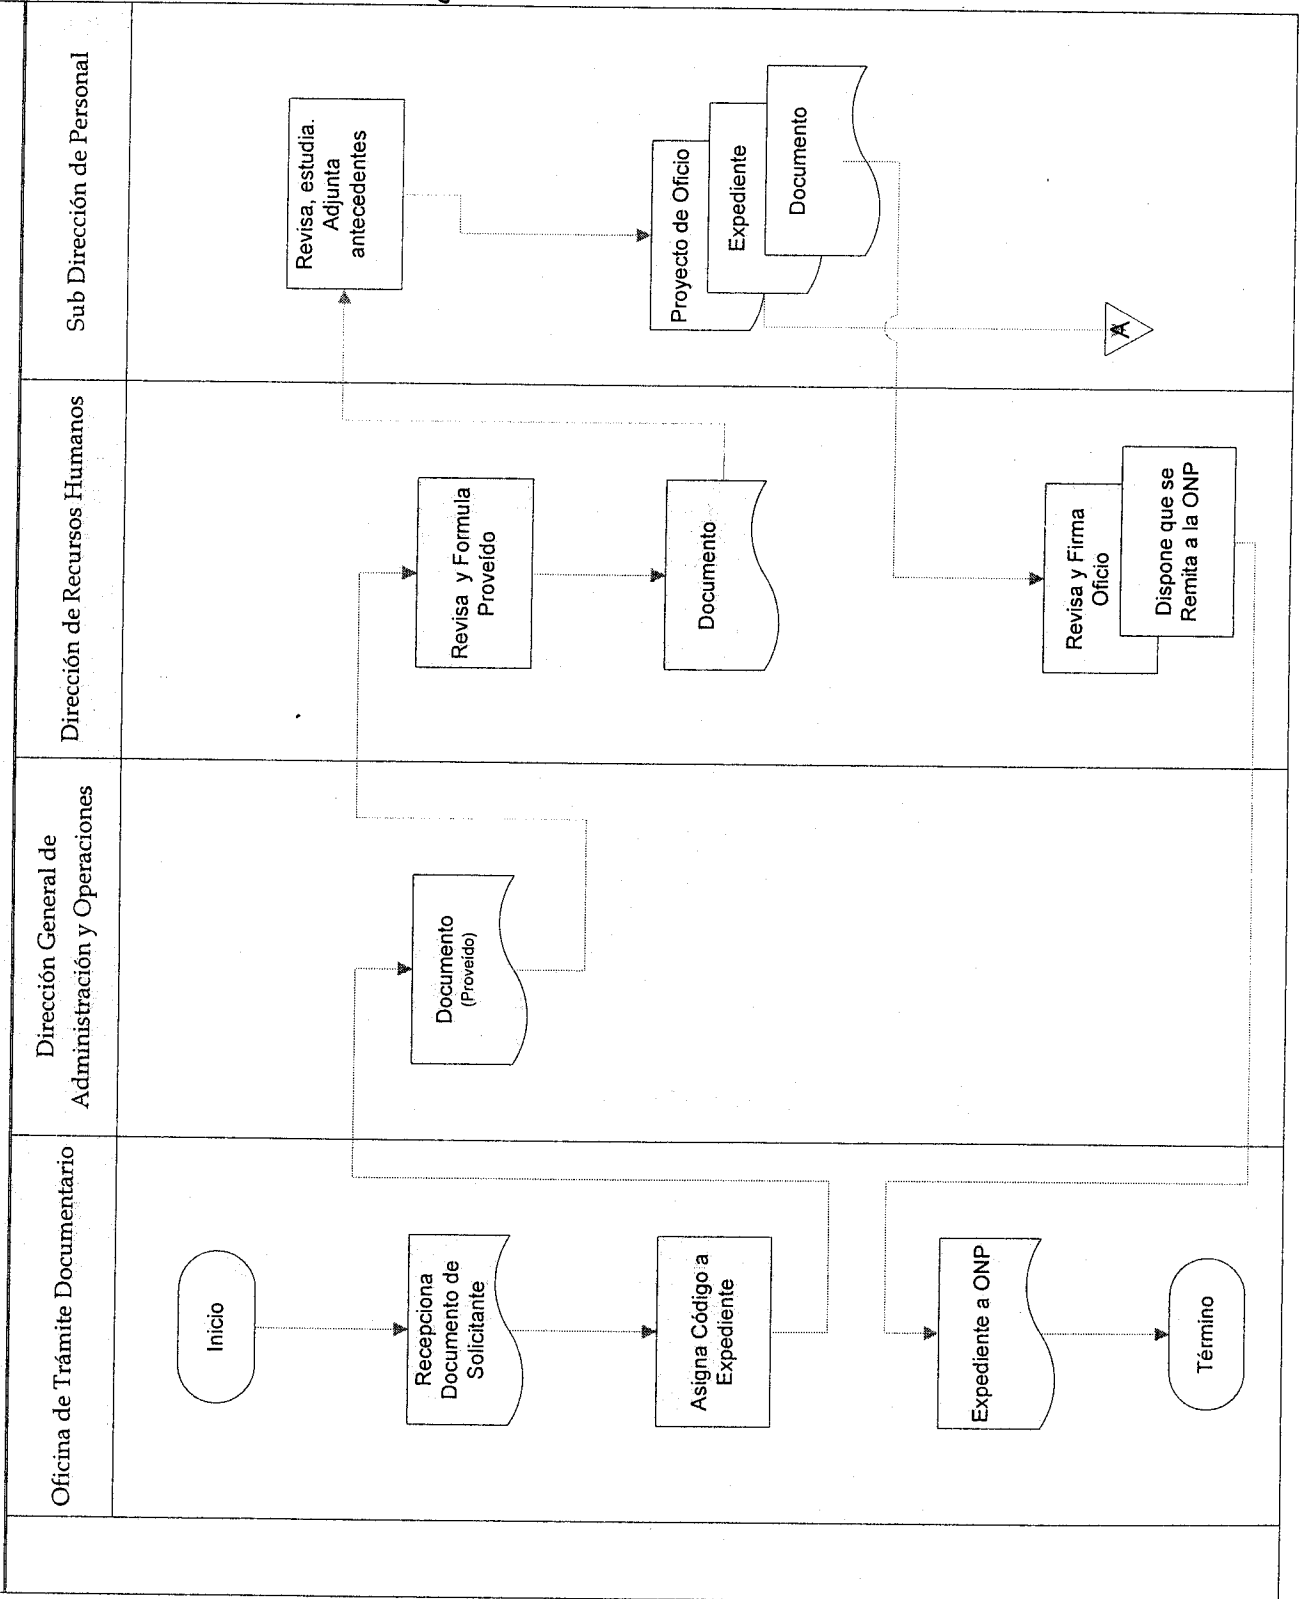 Oficina de Trámite Documentario
Dirección General de
Administración y Operaciones
Dirección de Recursos Humanos
Sub Dirección de Personal
Inicio
Recepciona
Documento de
Solicitante
Asigna Código a
Expediente
Expediente a ONP
Término
Documento
(Proveído)
Revisa y Formula
Proveído
Documento
Revisa y Firma
Oficio
Dispone que se
Remita a la ONP
Revisa, estudia.
Adjunta
antecedentes
Proyecto de Oficio
Expediente
Documento
A